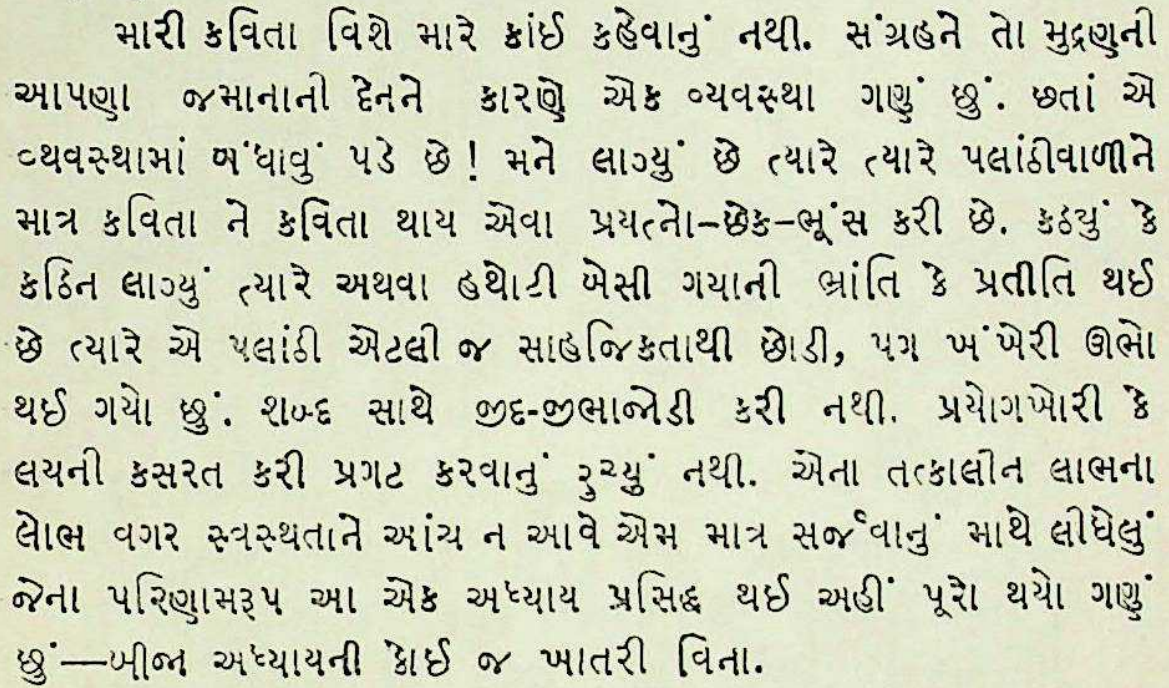 મારી કવિતા વિશે મારે કાંઈ કહેવાનું નથી. સંગ્રહને તો મુદ્રણની
આપણા જમાનાની દેનને કારણે એક વ્યવસ્થા ગણું છું. છતાં એ
વ્યવસ્થામાં બંધાવું પડે છે! મને લાગ્યું છે ત્યારે ત્યારે પલાંઠીવાળીને
માત્ર કવિતા ને કવિતા થાય એવા પ્રયત્નો–છેક–ભૂંસ કરી છે. કઠ્યું કે
કઠિન લાગ્યું ત્યારે અથવા હથોટી બેસી ગયાની ભ્રાંતિ કે પ્રતીતિ થઈ
છે ત્યારે એ પલાંઠી એટલી જ સાહજિકતાથી છોડી, પગ ખંખેરી ઊભો
થઈ ગયો છું. શબ્દ સાથે જીદ-જીભાજોડી કરી નથી. પ્રયોગખોરી કે
લયની કસરત કરી પ્રગટ કરવાનું રુચ્યું નથી. એના તત્કાલીન લાભના
લોભ વગર સ્વસ્થતાને આંચ ન આવે એમ માત્ર સર્જવાનું માથે લીધેલું
જેના પરિણામરૂપ આ એક અધ્યાય પ્રસિદ્ધ થઈ અહીં પૂરો થયો ગણું
છું—બીજા અધ્યાયની કોઈ જ ખાતરી વિના.